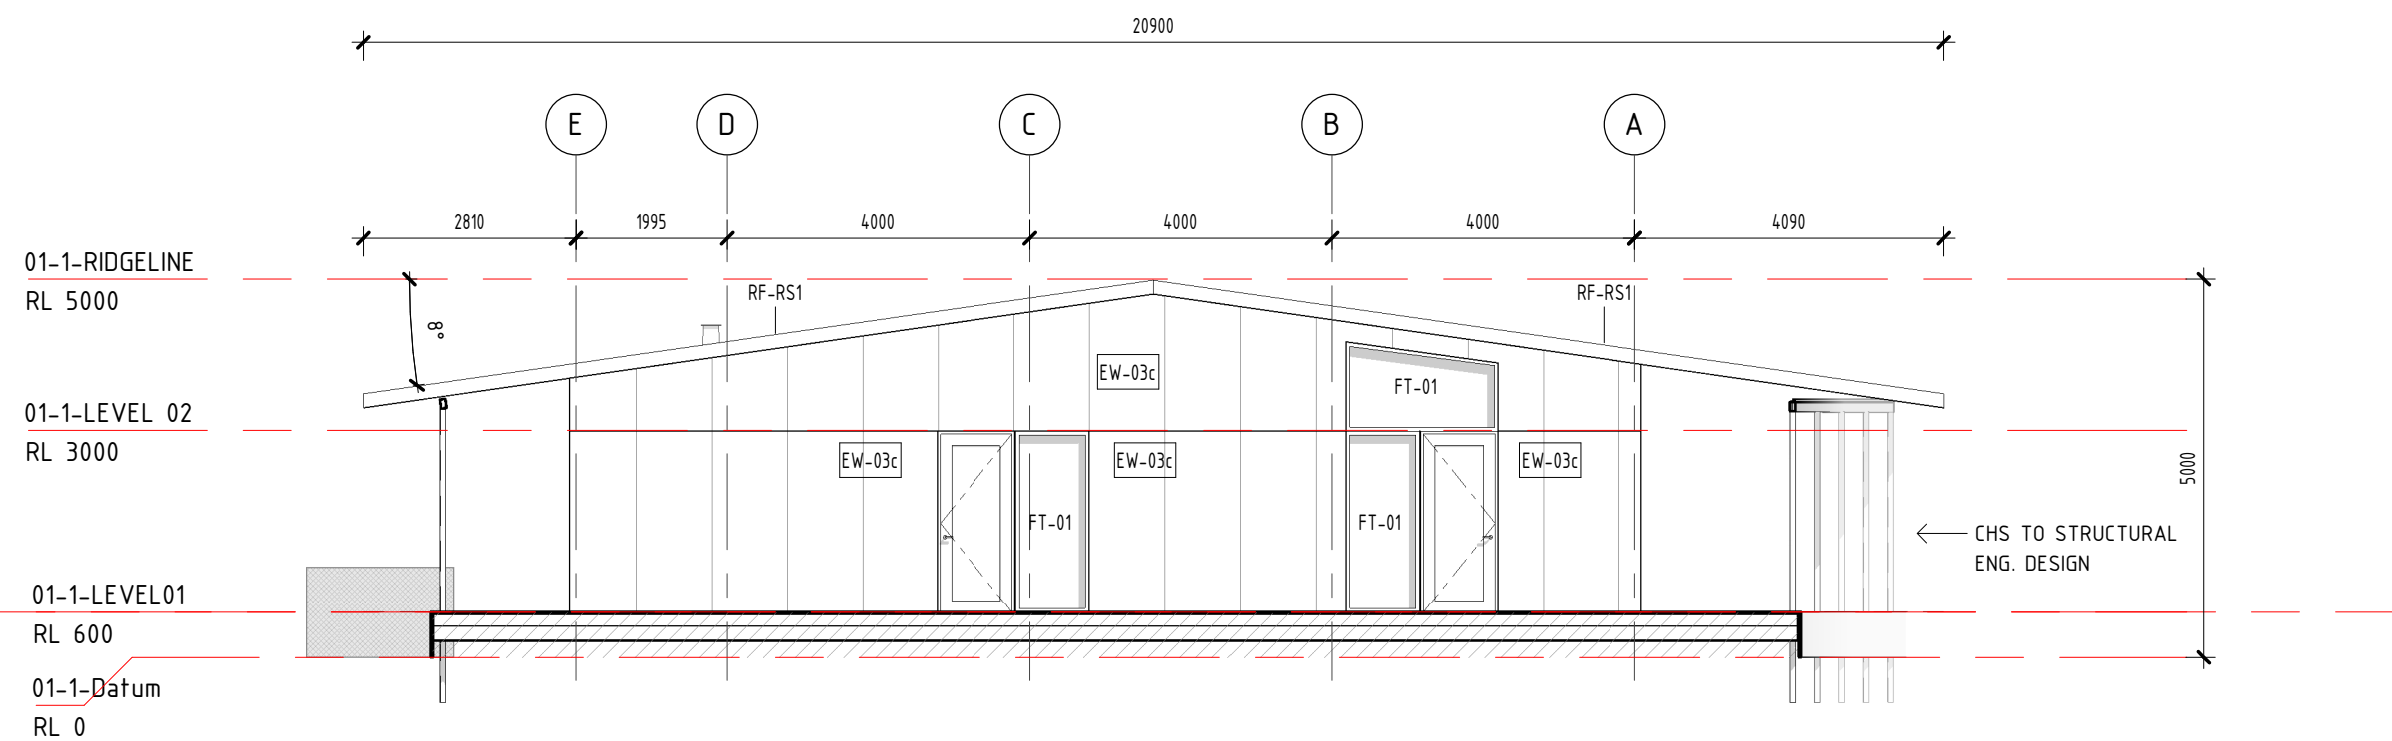 20900
E D C B A
2810 1995 4000 4000 4000 4090
01-1-RIDGELINE
RL 5000
RF-RS1 RF-RS1
8°
EW-03c
FT-01
01-1-LEVEL 02
RL 3000
EW-03c EW-03c EW-03c
5000
FT-01 FT-01
CHS TO STRUCTURAL
ENG. DESIGN
01-1-LEVEL01
RL 600
01-1-Datum
RL 0